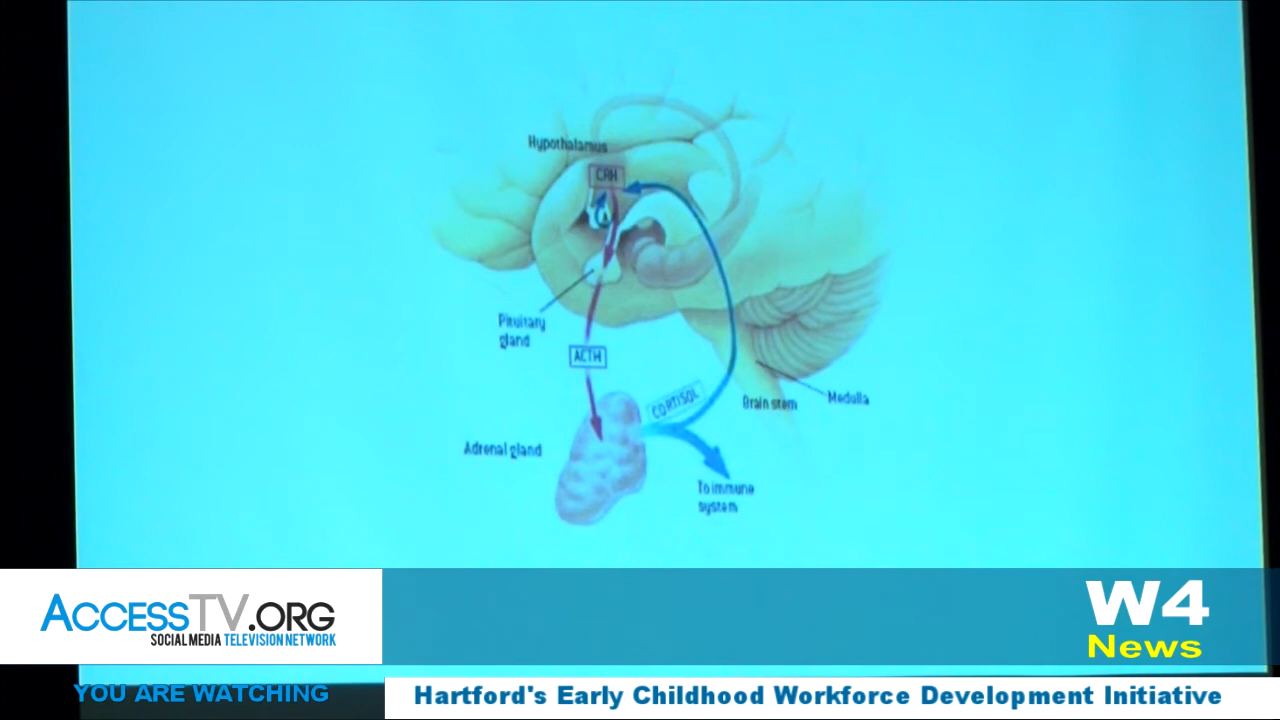 Hypothalamus
CRH
Pituitary
gland
ACTH
CORTISOL
Brain stem
Medulla
Adrenal gland
To immune
system
ACCESSTV.ORG
SOCIAL MEDIA TELEVISION NETWORK
W4
News
YOU ARE WATCHING
Hartford's Early Childhood Workforce Development Initiative